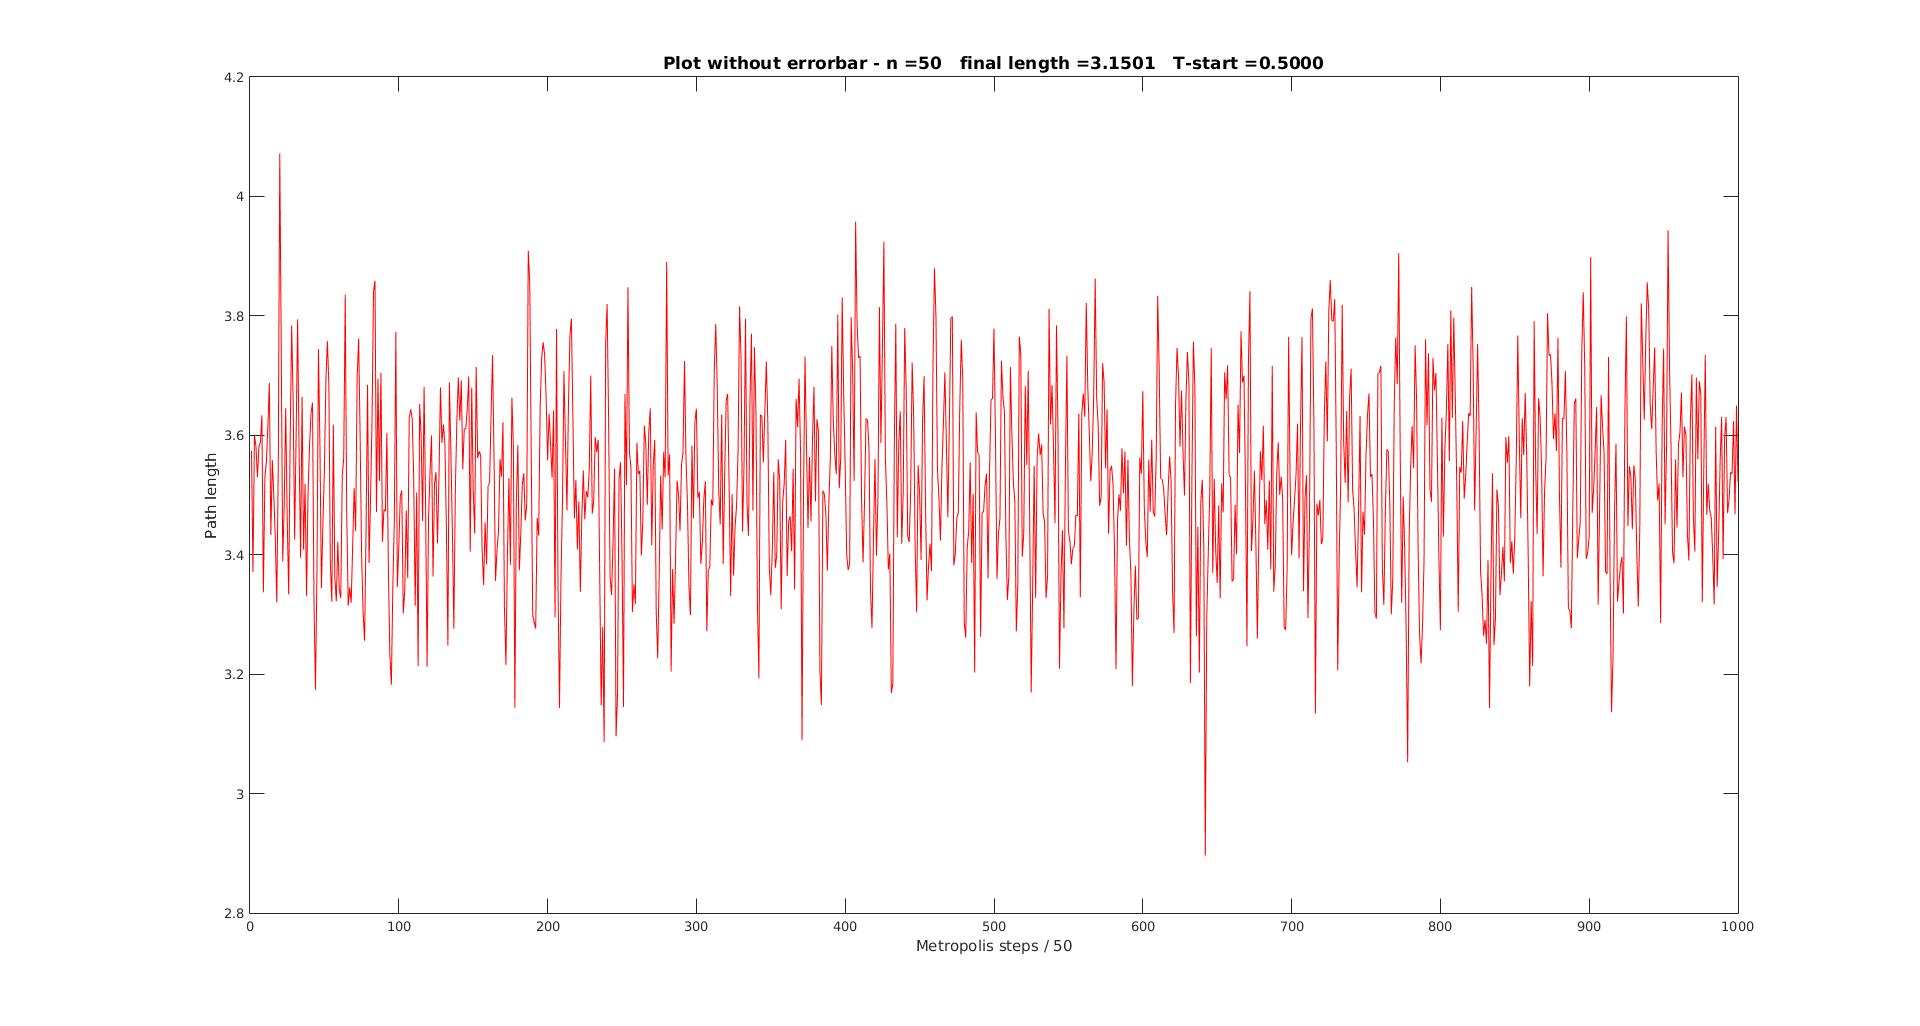 Plot without errorbar - n =50   final length =3.1501   T-start =0.5000
4.2
4
3.8
3.6
3.4
3.2
3
2.8
Path length
0 100 200 300 400 500 600 700 800 900 1000
Metropolis steps / 50